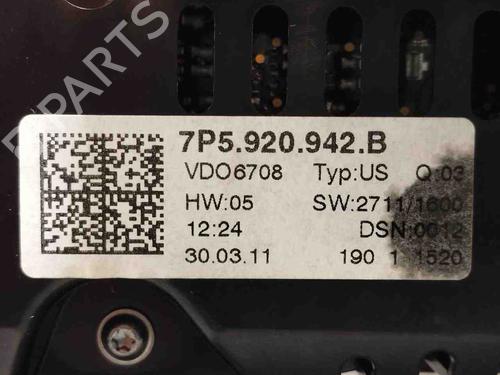 B-PARTS
7P5.920.942.B
VDO6708 Typ:US Q:03
HW:05 SW:2711/1600
12:24 DSN:0012
30.03.11 190 1 1520